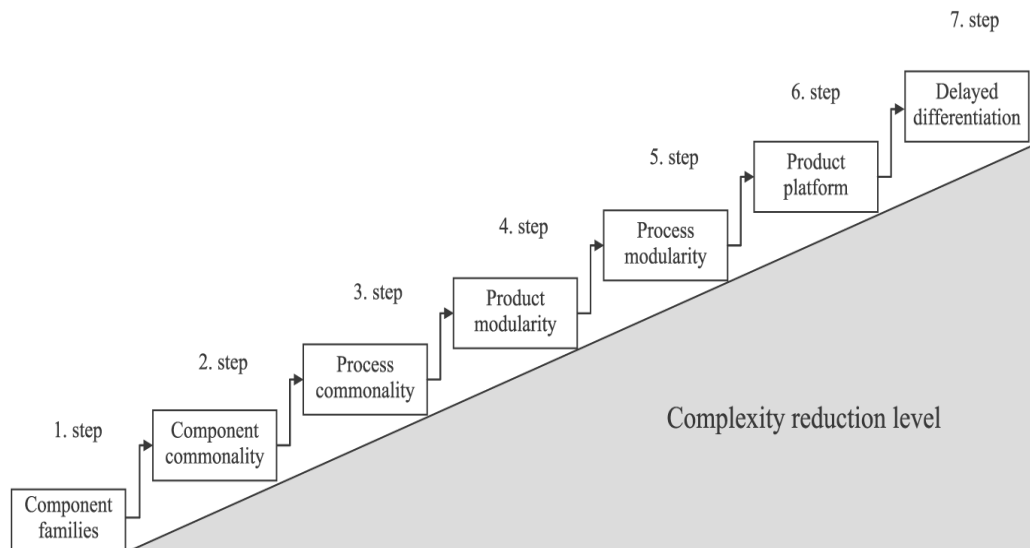 7. step
Delayed
differentiation
6. step
Product
platform
5. step
Process
modularity
4. step
Product
modularity
3. step
Process
commonality
2. step
Component
commonality
1. step
Component
families
Complexity reduction level